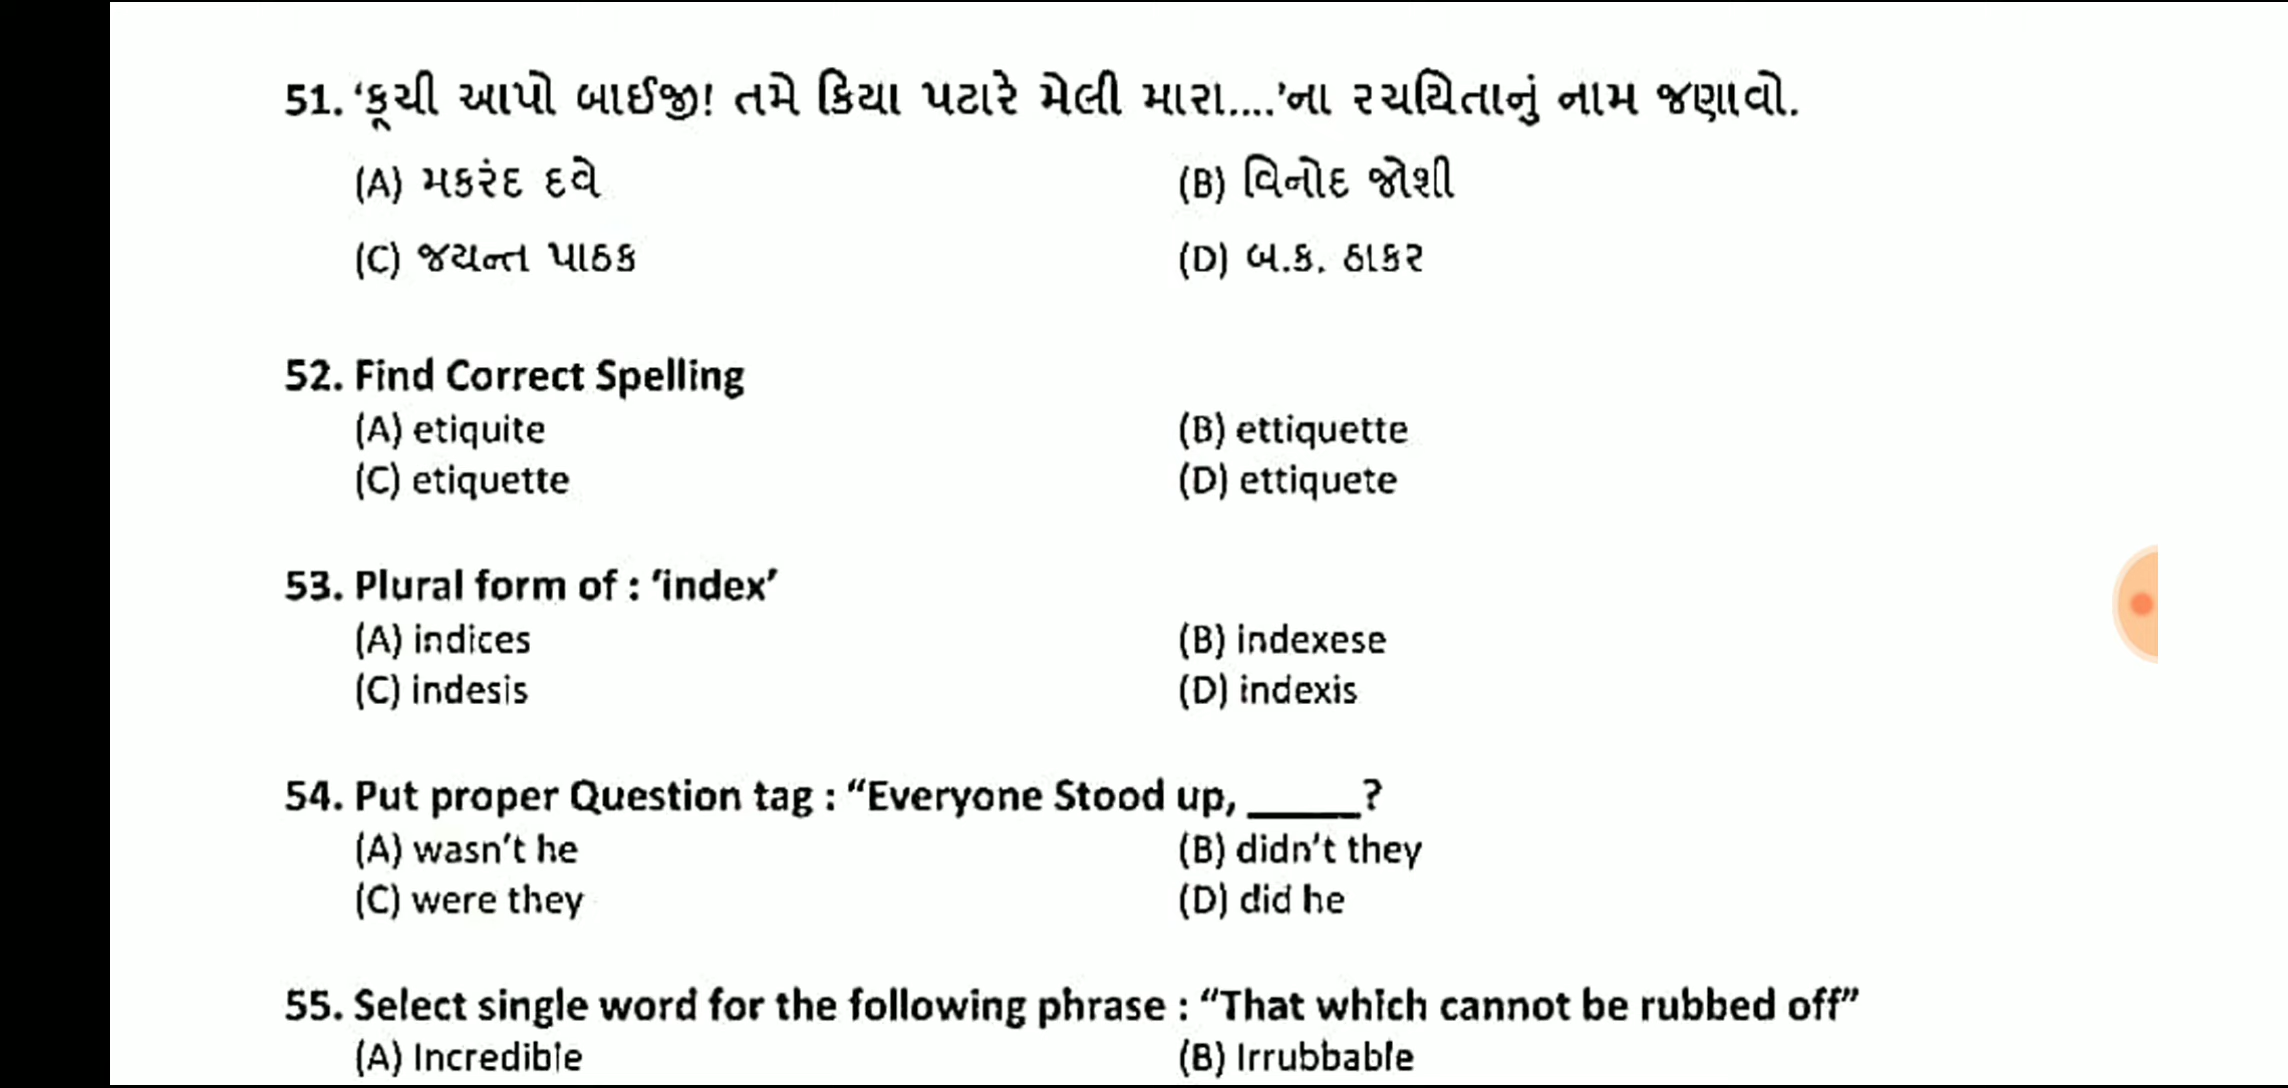 51. ‘કૂચી આપો બાઈજી! તમે કિયા પટારે મેલી મારા....’ના રચયિતાનું નામ જણાવો.
(A) મકરંદ દવે (B) વિનોદ જોશી
(C) જયન્ત પાઠક (D) બ.ક. ઠાકર
52. Find Correct Spelling
(A) etiquite (B) ettiquette
(C) etiquette (D) ettiquete
53. Plural form of : ‘index’
(A) indices (B) indexese
(C) indesis (D) indexis
54. Put proper Question tag : “Everyone Stood up, _____?
(A) wasn’t he (B) didn’t they
(C) were they (D) did he
55. Select single word for the following phrase : “That which cannot be rubbed off”
(A) Incredible (B) Irrubbable